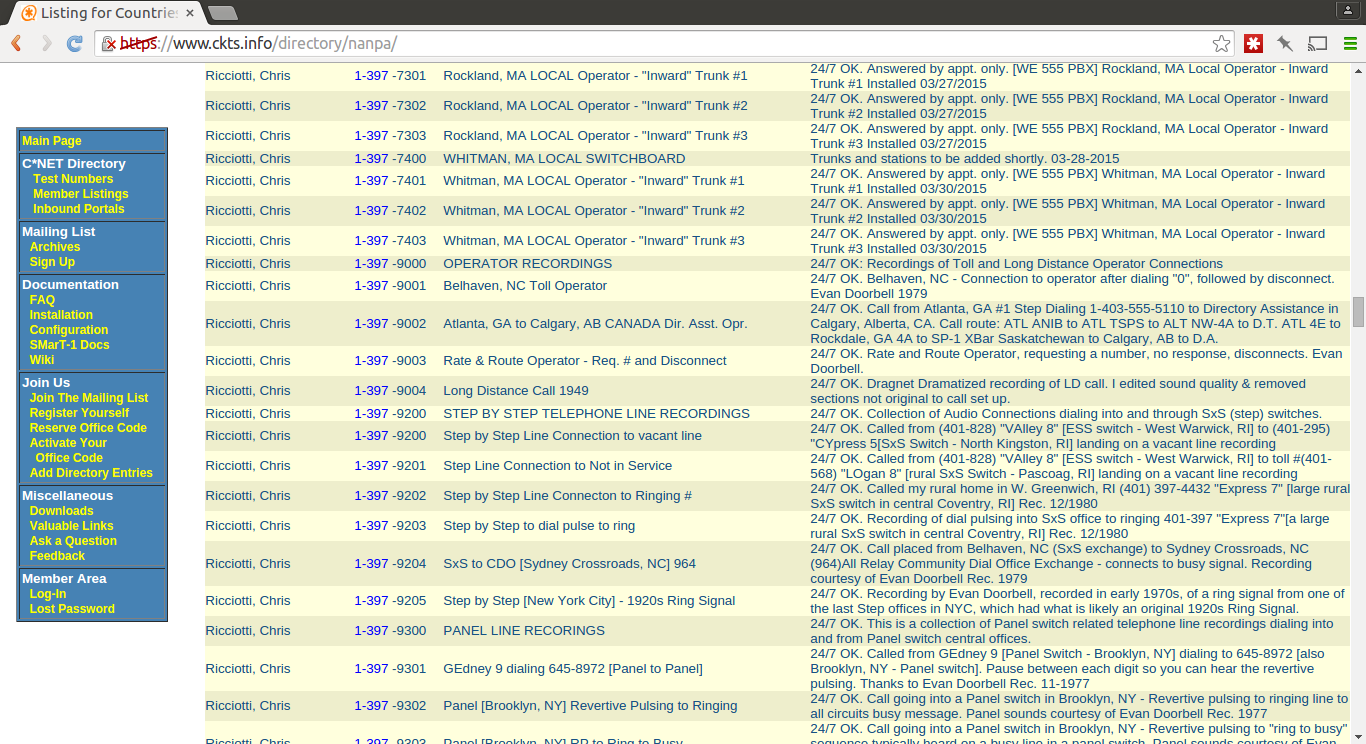 Listing for Countrie
https://www.ckts.info/directory/nanpa/
Main Page
C*NET Directory
Test Numbers
Member Listings
Inbound Portals
Mailing List
Archives
Sign Up
Documentation
FAQ
Installation
Configuration
SMarT-1 Docs
Wiki
Join Us
Join The Mailing List
Register Yourself
Reserve Office Code
Activate Your
Office Code
Add Directory Entries
Miscellaneous
Downloads
Valuable Links
Ask a Question
Feedback
Member Area
Log-In
Lost Password
Ricciotti, Chris 1-397 -7301 Rockland, MA LOCAL Operator - "Inward" Trunk #1 24/7 OK. Answered by appt. only. [WE 555 PBX] Rockland, MA Local Operator - Inward
Trunk #1 Installed 03/27/2015
Ricciotti, Chris 1-397 -7302 Rockland, MA LOCAL Operator - "Inward" Trunk #2 24/7 OK. Answered by appt. only. [WE 555 PBX] Rockland, MA Local Operator - Inward
Trunk #2 Installed 03/27/2015
Ricciotti, Chris 1-397 -7303 Rockland, MA LOCAL Operator - "Inward" Trunk #3 24/7 OK. Answered by appt. only. [WE 555 PBX] Rockland, MA Local Operator - Inward
Trunk #3 Installed 03/27/2015
Ricciotti, Chris 1-397 -7400 WHITMAN, MA LOCAL SWITCHBOARD Trunks and stations to be added shortly. 03-28-2015
Ricciotti, Chris 1-397 -7401 Whitman, MA LOCAL Operator - "Inward" Trunk #1 24/7 OK. Answered by appt. only. [WE 555 PBX] Whitman, MA Local Operator - Inward
Trunk #1 Installed 03/30/2015
Ricciotti, Chris 1-397 -7402 Whitman, MA LOCAL Operator - "Inward" Trunk #2 24/7 OK. Answered by appt. only. [WE 555 PBX] Whitman, MA Local Operator - Inward
Trunk #2 Installed 03/30/2015
Ricciotti, Chris 1-397 -7403 Whitman, MA LOCAL Operator - "Inward" Trunk #3 24/7 OK. Answered by appt. only. [WE 555 PBX] Whitman, MA Local Operator - Inward
Trunk #3 Installed 03/30/2015
Ricciotti, Chris 1-397 -9000 OPERATOR RECORDINGS 24/7 OK: Recordings of Toll and Long Distance Operator Connections
Ricciotti, Chris 1-397 -9001 Belhaven, NC Toll Operator 24/7 OK. Belhaven, NC - Connection to operator after dialing "0", followed by disconnect.
Evan Doorbell 1979
Ricciotti, Chris 1-397 -9002 Atlanta, GA to Calgary, AB CANADA Dir. Asst. Opr. 24/7 OK. Call from Atlanta, GA #1 Step Dialing 1-403-555-5110 to Directory Assistance in
Calgary, Alberta, CA. Call route: ATL ANIB to ATL TSPS to ALT NW-4A to D.T. ATL 4E to
Rockdale, GA 4A to SP-1 XBar Saskatchewan to Calgary, AB to D.A.
Ricciotti, Chris 1-397 -9003 Rate & Route Operator - Req. # and Disconnect 24/7 OK. Rate and Route Operator, requesting a number, no response, disconnects. Evan
Doorbell.
Ricciotti, Chris 1-397 -9004 Long Distance Call 1949 24/7 OK. Dragnet Dramatized recording of LD call. I edited sound quality & removed
sections not original to call set up.
Ricciotti, Chris 1-397 -9200 STEP BY STEP TELEPHONE LINE RECORDINGS 24/7 OK. Collection of Audio Connections dialing into and through SxS (step) switches.
Ricciotti, Chris 1-397 -9200 Step by Step Line Connection to vacant line 24/7 OK. Called from (401-828) "VAlley 8" [ESS switch - West Warwick, RI] to (401-295)
"CYpress 5[SxS Switch - North Kingston, RI] landing on a vacant line recording
Ricciotti, Chris 1-397 -9201 Step Line Connection to Not in Service 24/7 OK. Called from (401-828) "VAlley 8" [ESS switch - West Warwick, RI] to toll #(401-
568) "LOgan 8" [rural SxS Switch - Pascoag, RI] landing on a vacant line recording
Ricciotti, Chris 1-397 -9202 Step by Step Line Connecton to Ringing # 24/7 OK. Called my rural home in W. Greenwich, RI (401) 397-4432 "Express 7" [large rural
SxS switch in central Coventry, RI] Rec. 12/1980
Ricciotti, Chris 1-397 -9203 Step by Step to dial pulse to ring 24/7 OK. Recording of dial pulsing into SxS office to ringing 401-397 "Express 7"[a large
rural SxS switch in central Coventry, RI] Rec. 12/1980
Ricciotti, Chris 1-397 -9204 SxS to CDO [Sydney Crossroads, NC] 964 24/7 OK. Call placed from Belhaven, NC (SxS exchange) to Sydney Crossroads, NC
(964)All Relay Community Dial Office Exchange - connects to busy signal. Recording
courtesy of Evan Doorbell Rec. 1979
Ricciotti, Chris 1-397 -9205 Step by Step [New York City] - 1920s Ring Signal 24/7 OK. Recording by Evan Doorbell, recorded in early 1970s, of a ring signal from one of
the last Step offices in NYC, which had what is likely an original 1920s Ring Signal.
Ricciotti, Chris 1-397 -9300 PANEL LINE RECORINGS 24/7 OK. This is a collection of Panel switch related telephone line recordings dialing into
and from Panel switch central offices.
Ricciotti, Chris 1-397 -9301 GEdney 9 dialing 645-8972 [Panel to Panel] 24/7 OK. Called from GEdney 9 [Panel Switch - Brooklyn, NY] dialing to 645-8972 [also
Brooklyn, NY - Panel switch]. Pause between each digit so you can hear the revertive
pulsing. Thanks to Evan Doorbell Rec. 11-1977
Ricciotti, Chris 1-397 -9302 Panel [Brooklyn, NY] Revertive Pulsing to Ringing 24/7 OK. Call going into a Panel switch in Brooklyn, NY - Revertive pulsing to ringing line to
all circuits busy message. Panel sounds courtesy of Evan Doorbell Rec. 1977
Ricciotti, Chris 1-397 -9303 Panel [Brooklyn, NY] RP to Ring to Busy 24/7 OK. Call going into a Panel switch in Brooklyn, NY - Revertive pulsing to "ring to busy"
sequence typically heard on a busy line in a panel switch. Panel sounds courtesy of Evan